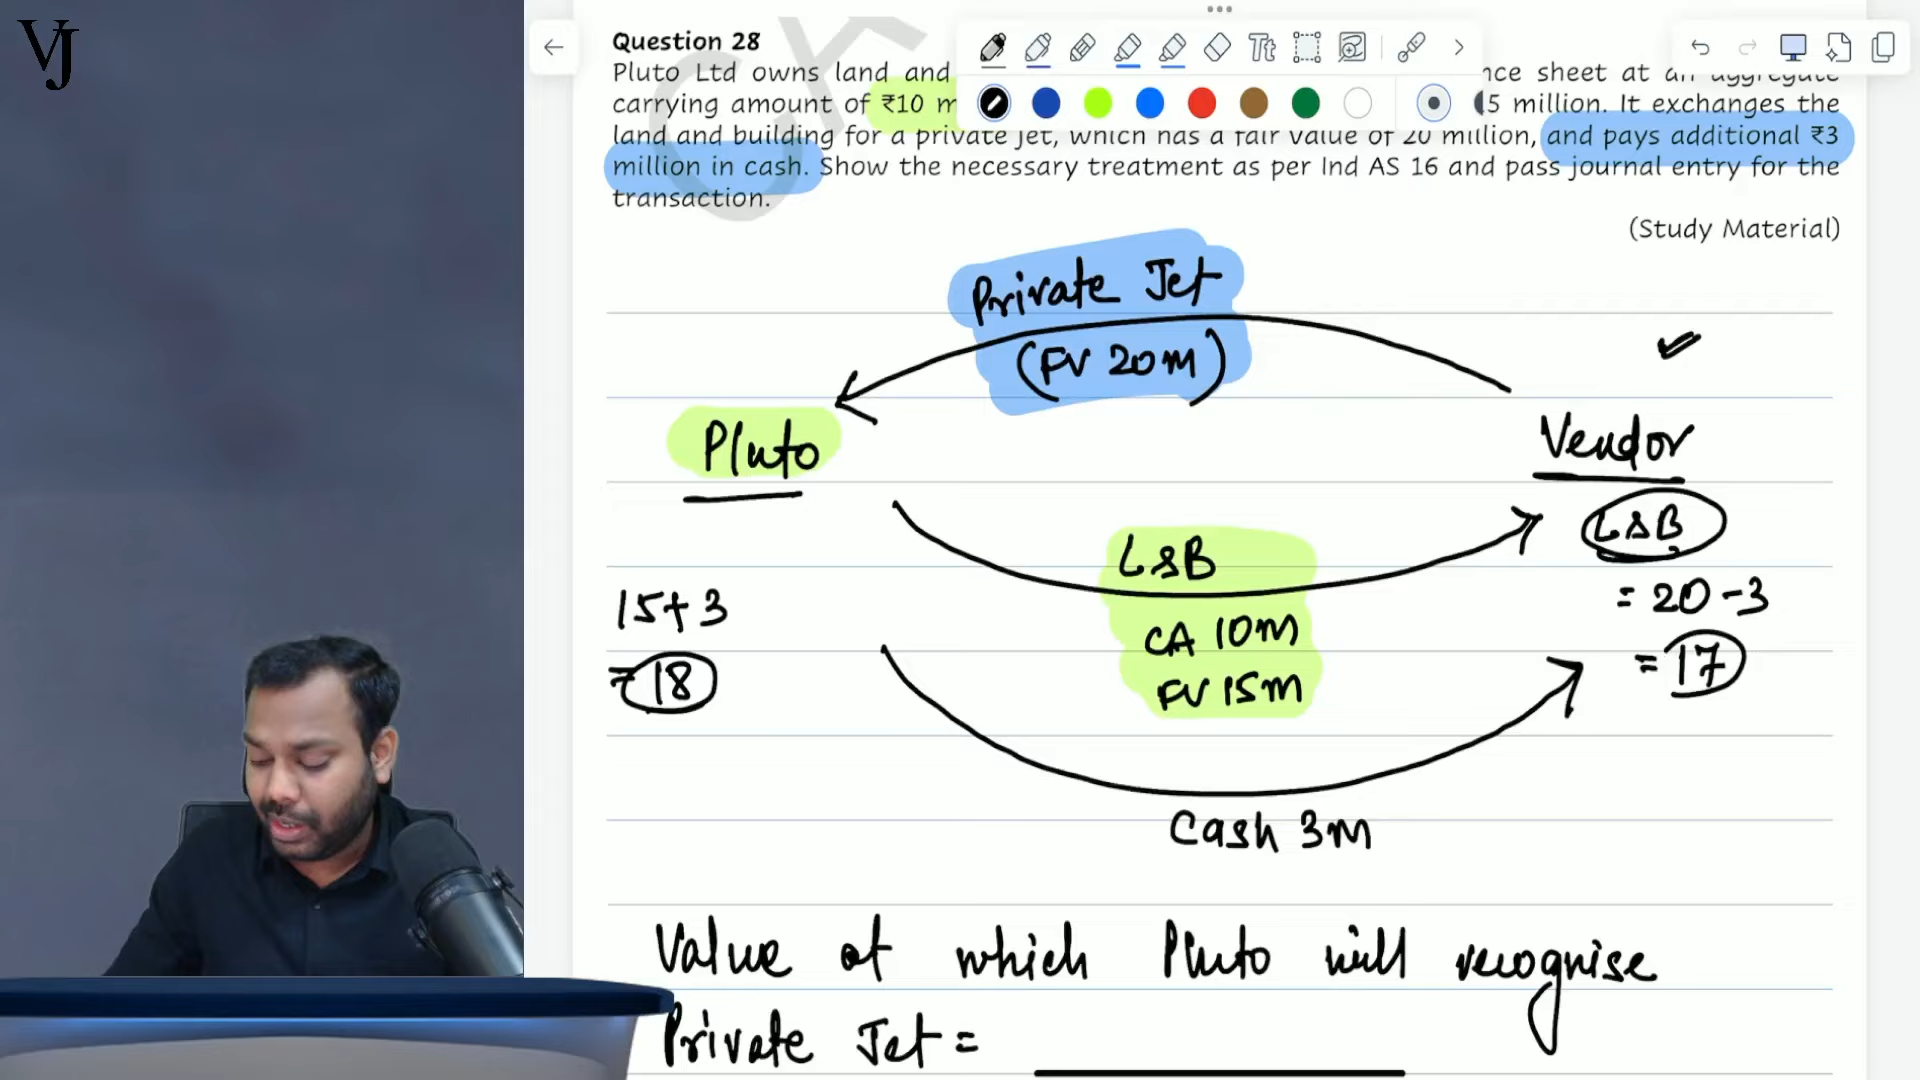 VJ
Question 28
Pluto Ltd owns land and
nce sheet at an aggregate
carrying amount of ₹10 m
5 million. It exchanges the
land and building for a private jet, which has a fair value of 20 million, and pays additional ₹3
million in cash. Show the necessary treatment as per Ind AS 16 and pass journal entry for the
transaction.
(Study Material)
Tt
Private Jet
(FV 20M)
Pluto
Vendor
L&B
L&B
15+3
= 20 - 3
CA 10M
= 17
= 18
FV 15M
Cash 3M
Value at which Pluto will recognise
Private Jet =